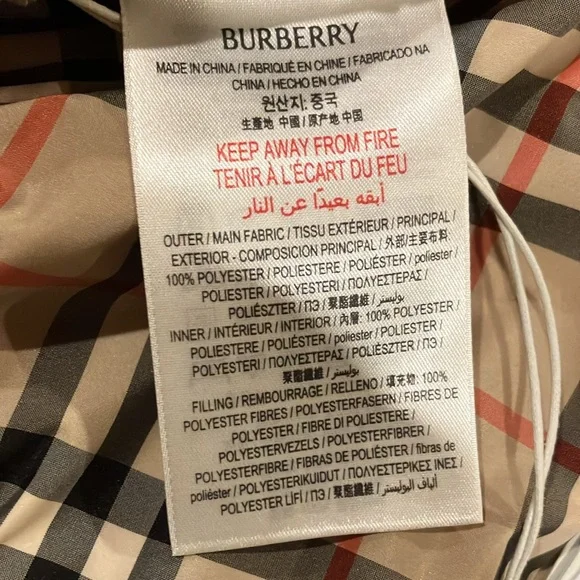 BURBERRY
MADE IN CHINA / FABRIQUÉ EN CHINE / FABRICADO NA
CHINA / HECHO EN CHINA
원산지: 중국
生產地 中國 / 原产地 中国
KEEP AWAY FROM FIRE
TENIR À L'ÉCART DU FEU
أبقه بعيدًا عن النار
OUTER / MAIN FABRIC / TISSU EXTÉRIEUR / PRINCIPAL /
EXTERIOR - COMPOSICION PRINCIPAL / 外部/主要布料
100% POLYESTER / POLIESTERE / POLIÉSTER / poliester /
POLIESTER / POLYESTERI / ΠΟΛΥΕΣΤΕΡΑΣ /
POLIÉSZTER / ПЭ / 聚酯纖維 / بوليستر
INNER / INTÉRIEUR / INTERIOR / 內層: 100% POLYESTER /
POLIESTERE / POLIÉSTER / poliester / POLIESTER /
POLYESTERI / ΠΟΛΥΕΣΤΕΡΑΣ / POLIÉSZTER / ПЭ /
聚酯纖維 / بوليستر
FILLING / REMBOURRAGE / RELLENO / 填充物: 100%
POLYESTER FIBRES / POLYESTERFASERN / FIBRAS DE
POLIESTER / FIBRE DI POLIESTERE /
POLYESTERVEZELS / POLYESTERFIBRER /
POLYESTERFIBRE / FIBRAS DE POLIÉSTER / fibras de
poliéster / POLYESTERIKUIDUT / ΠΟΛΥΕΣΤΕΡΙΚΕΣ ΙΝΕΣ /
POLYESTER LİFİ / ПЭ / 聚酯纖維 / ألياف البوليستر